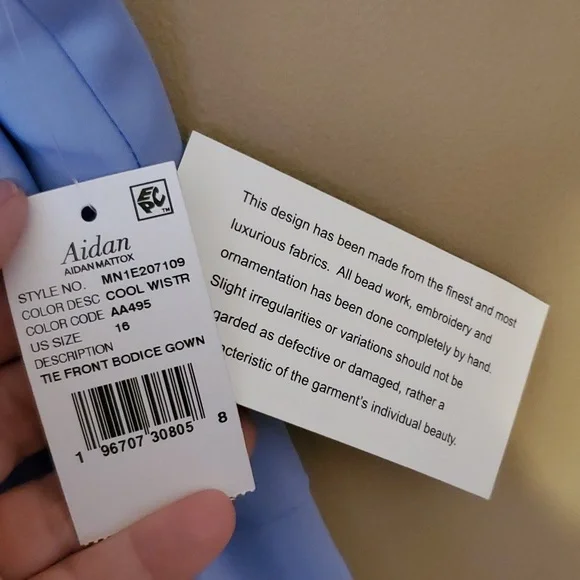 EPC™
Aidan
AIDAN MATTOX
STYLE NO. MN1E207109
COLOR DESC COOL WISTR
COLOR CODE AA495
US SIZE 16
DESCRIPTION
TIE FRONT BODICE GOWN
1 96707 30805 8
This design has been made from the finest and most
luxurious fabrics. All bead work, embroidery and
ornamentation has been done completely by hand.
Slight irregularities or variations should not be
garded as defective or damaged, rather a
cteristic of the garment's individual beauty.